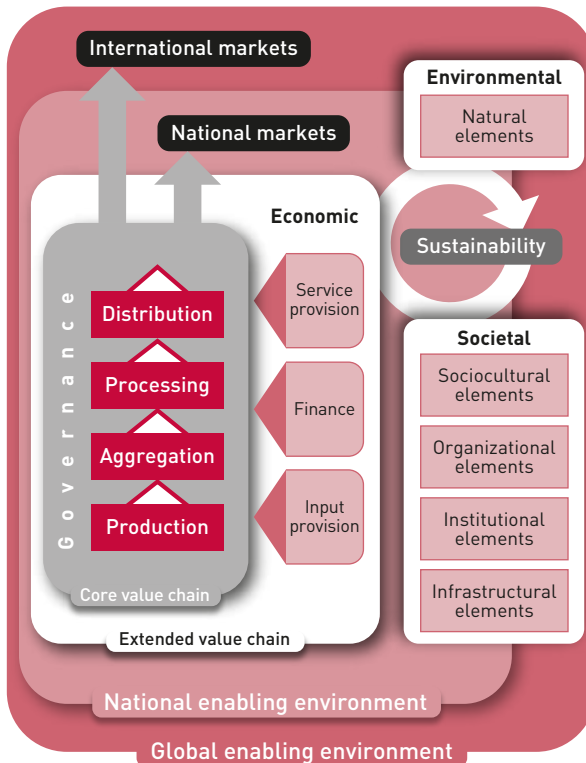 International markets
National markets
Environmental
Natural
elements
Economic
Sustainability
Governance
Distribution
Processing
Aggregation
Production
Service
provision
Finance
Input
provision
Societal
Sociocultural
elements
Organizational
elements
Institutional
elements
Infrastructural
elements
Core value chain
Extended value chain
National enabling environment
Global enabling environment